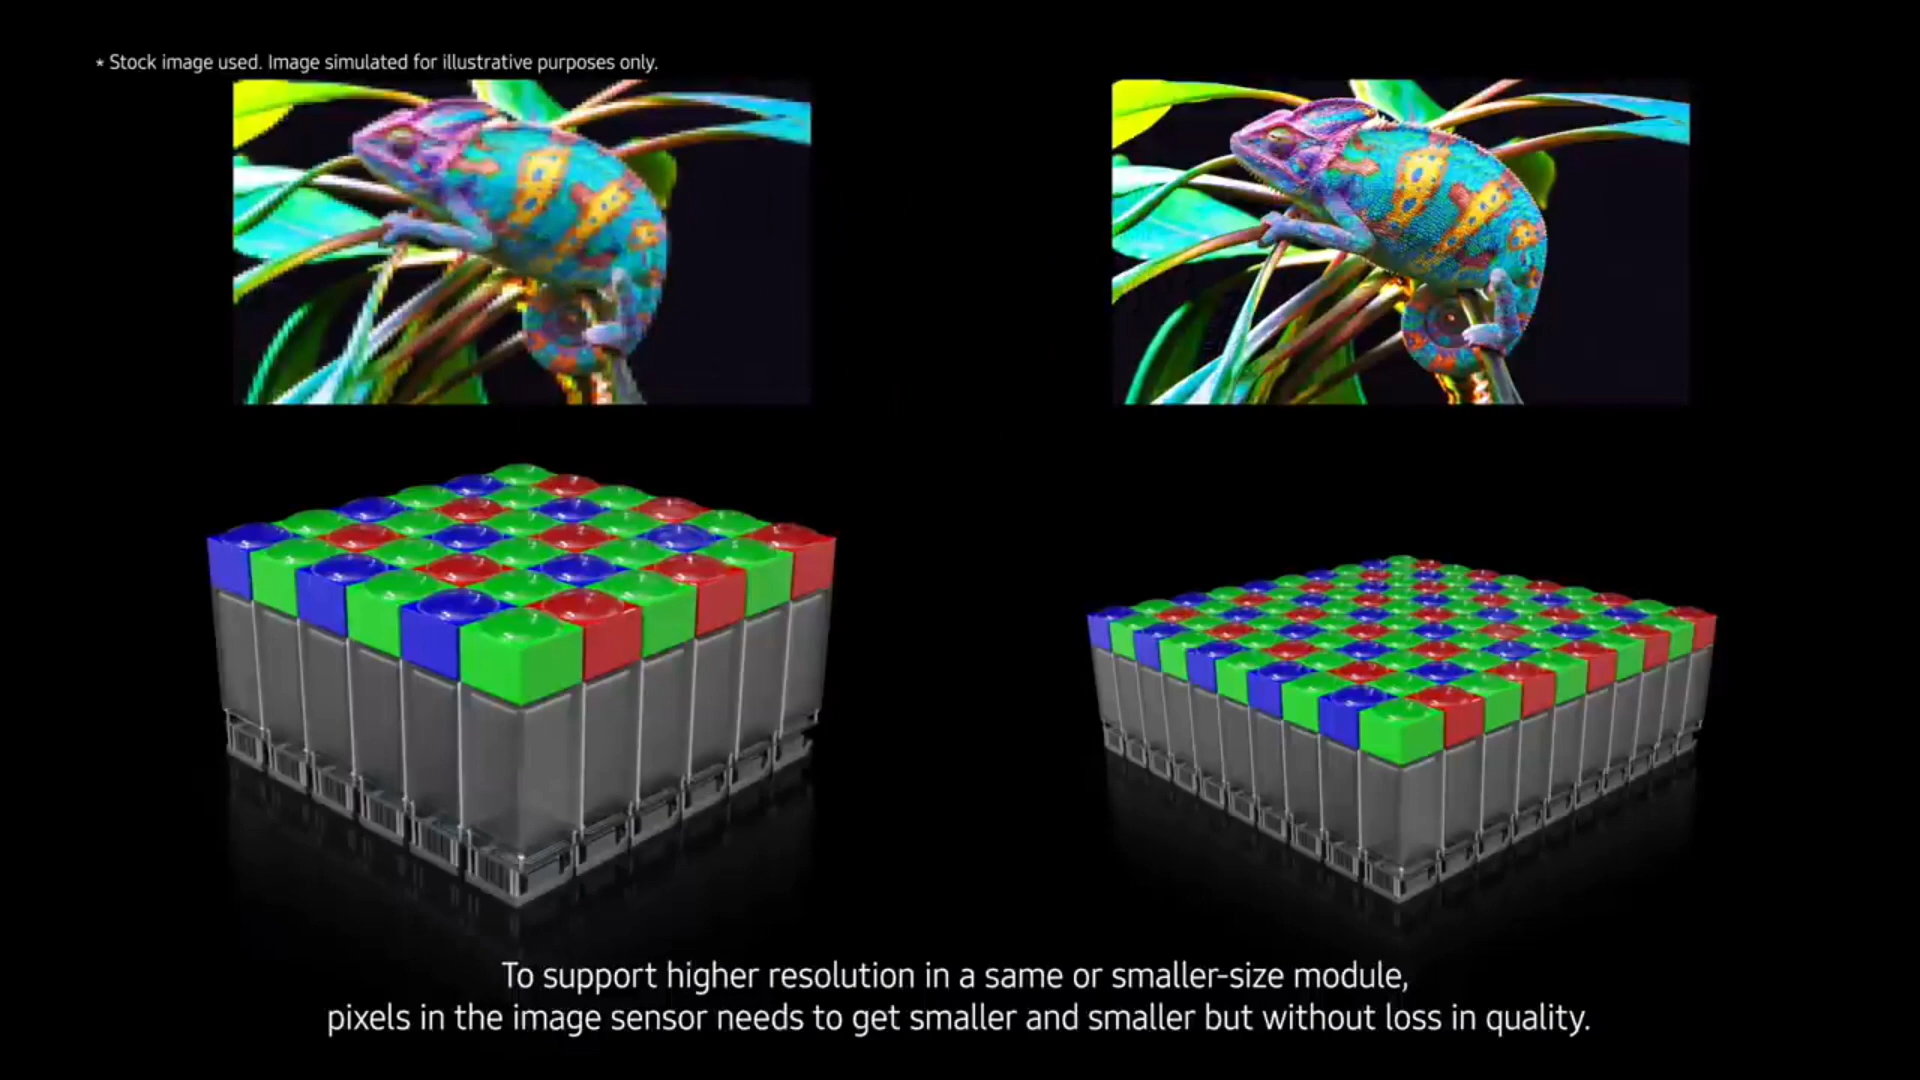 * Stock image used. Image simulated for illustrative purposes only.
To support higher resolution in a same or smaller-size module,
pixels in the image sensor needs to get smaller and smaller but without loss in quality.